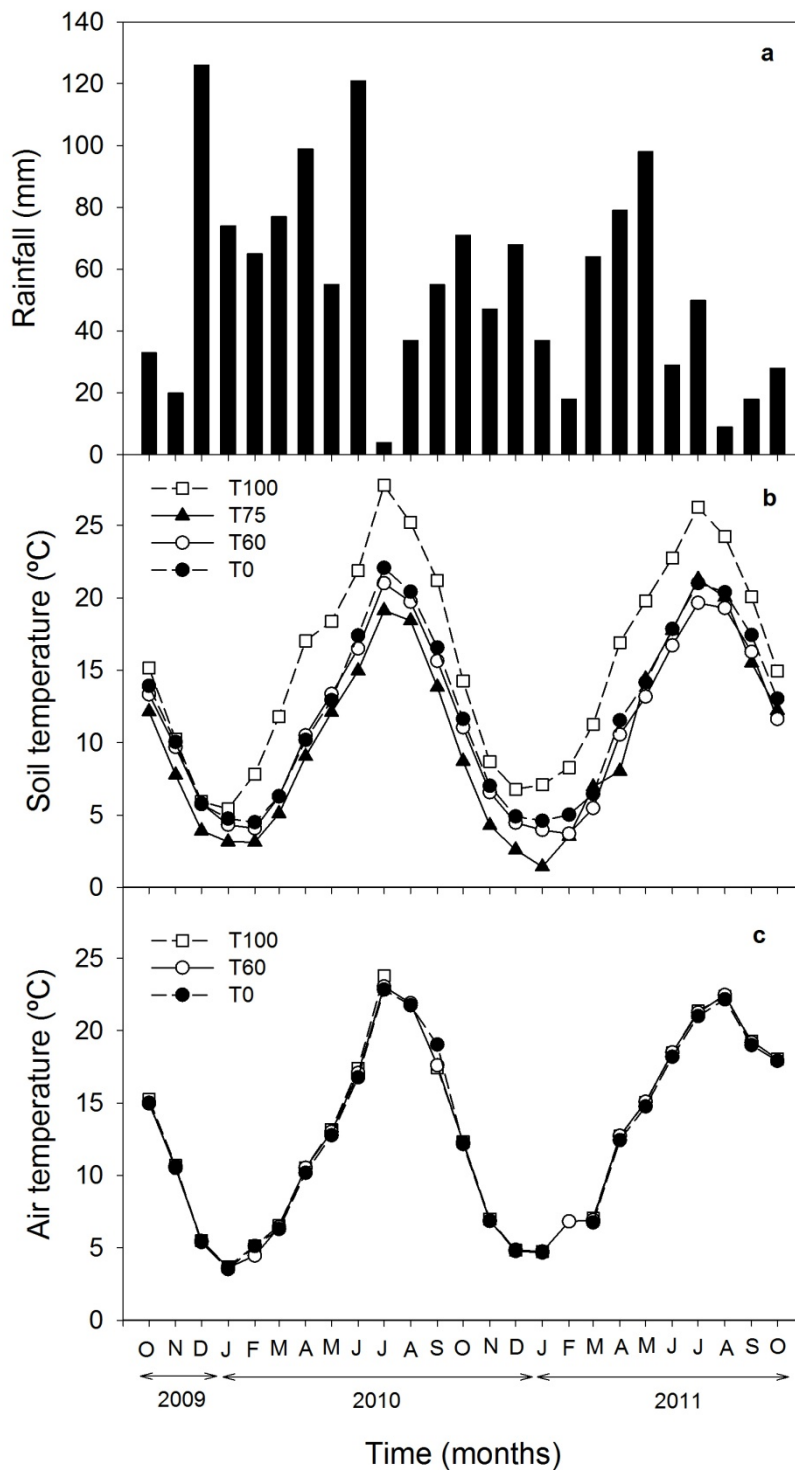 a
Rainfall (mm)
140
120
100
80
60
40
20
0
b
Soil temperature (ºC)
T100
T75
T60
T0
25
20
15
10
5
0
c
Air temperature (ºC)
T100
T60
T0
25
20
15
10
5
0
O N D J F M A M J J A S O N D J F M A M J J A S O
2009 2010 2011
Time (months)